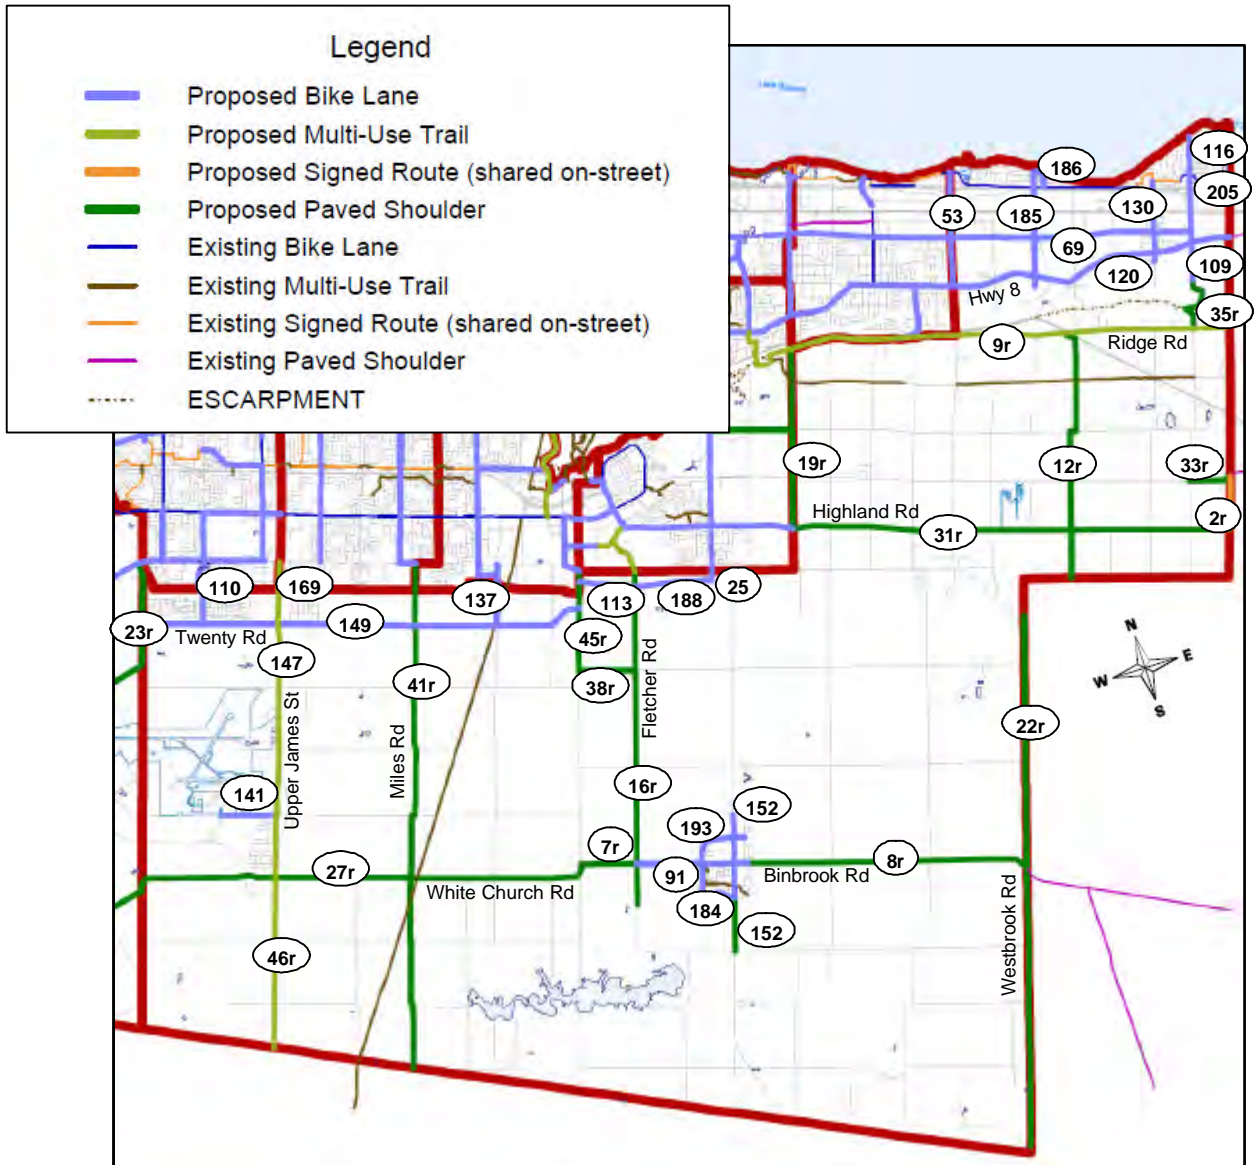 Legend
Proposed Bike Lane
Proposed Multi-Use Trail
Proposed Signed Route (shared on-street)
Proposed Paved Shoulder
Existing Bike Lane
Existing Multi-Use Trail
Existing Signed Route (shared on-street)
Existing Paved Shoulder
ESCARPMENT
116
186
205
53
185
130
69
120
109
Hwy 8
35r
9r
Ridge Rd
19r
12r
33r
Highland Rd
2r
31r
110
169
137
113
188
25
23r
Twenty Rd
149
45r
147
41r
38r
Fletcher Rd
N
W
E
S
22r
Upper James St
Miles Rd
141
16r
152
193
7r
27r
91
Binbrook Rd
8r
White Church Rd
184
152
46r
Westbrook Rd